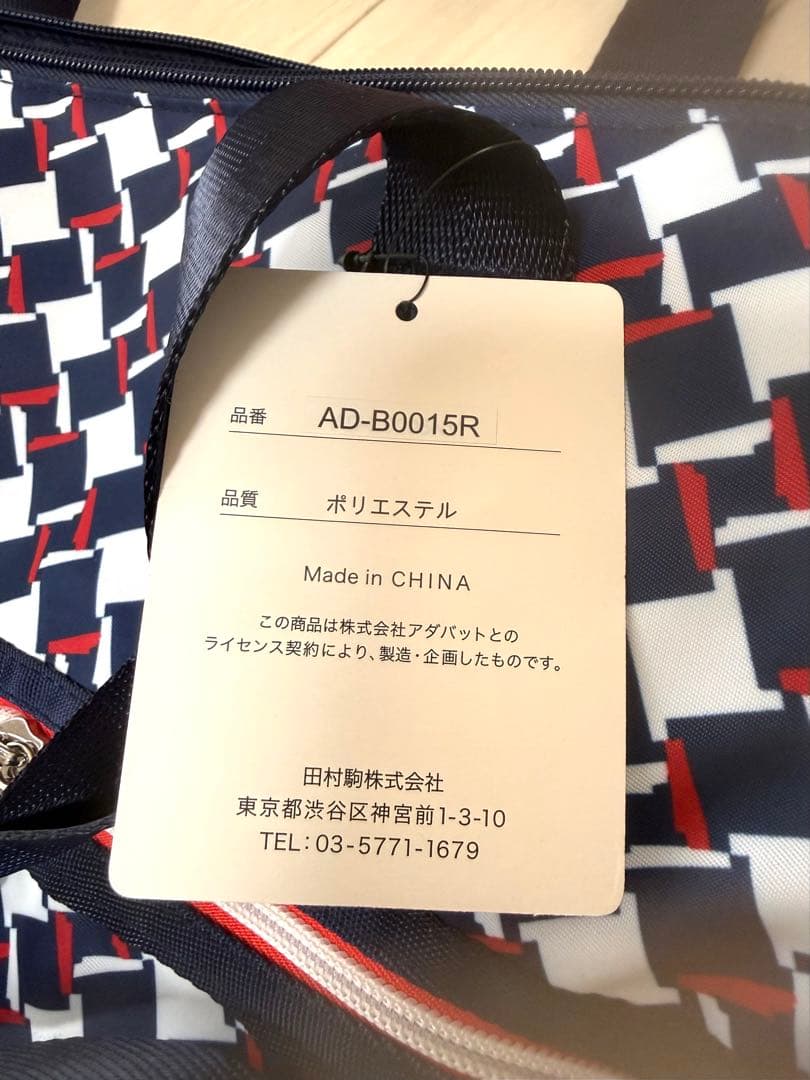 品番 AD-B0015R
品質 ポリエステル
Made in CHINA
この商品は株式会社アダバットとの
ライセンス契約により、製造・企画したものです。
田村駒株式会社
東京都渋谷区神宮前1-3-10
TEL：03-5771-1679